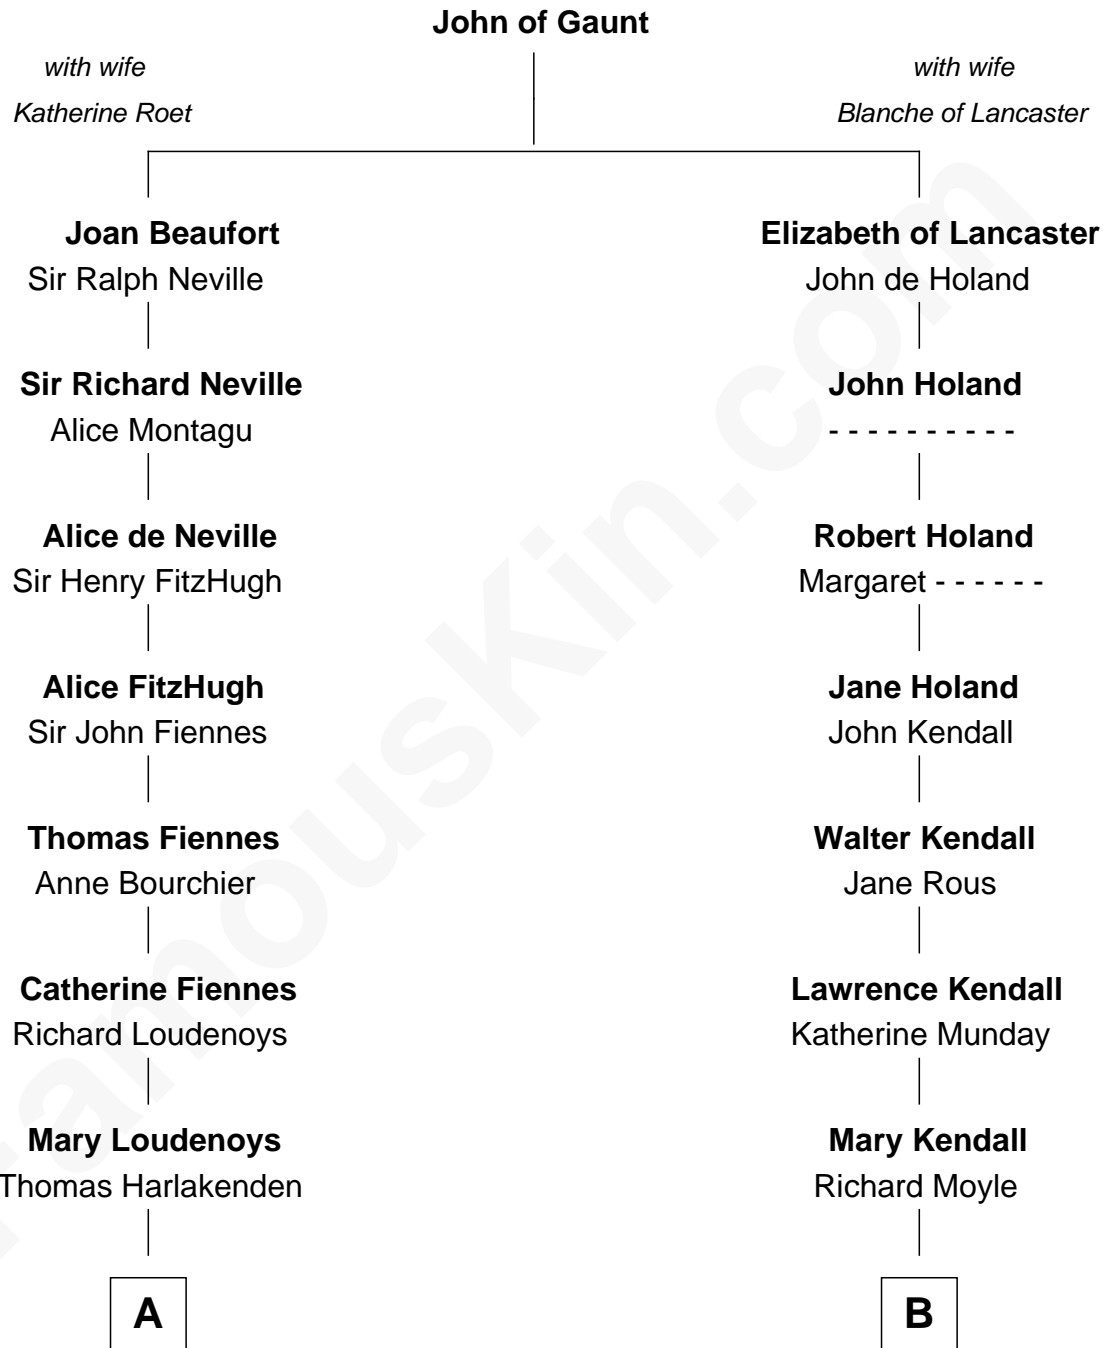 John of Gaunt
with wife
Katherine Roet
with wife
Blanche of Lancaster
Joan Beaufort
Sir Ralph Neville
Elizabeth of Lancaster
John de Holand
Sir Richard Neville
Alice Montagu
John Holand
- - - - - - - - - -
Alice de Neville
Sir Henry FitzHugh
Robert Holand
Margaret - - - - - -
Alice FitzHugh
Sir John Fiennes
Jane Holand
John Kendall
Thomas Fiennes
Anne Bourchier
Walter Kendall
Jane Rous
Catherine Fiennes
Richard Loudenoys
Lawrence Kendall
Katherine Munday
Mary Loudenoys
Thomas Harlakenden
Mary Kendall
Richard Moyle
A
B
FamousKin.com